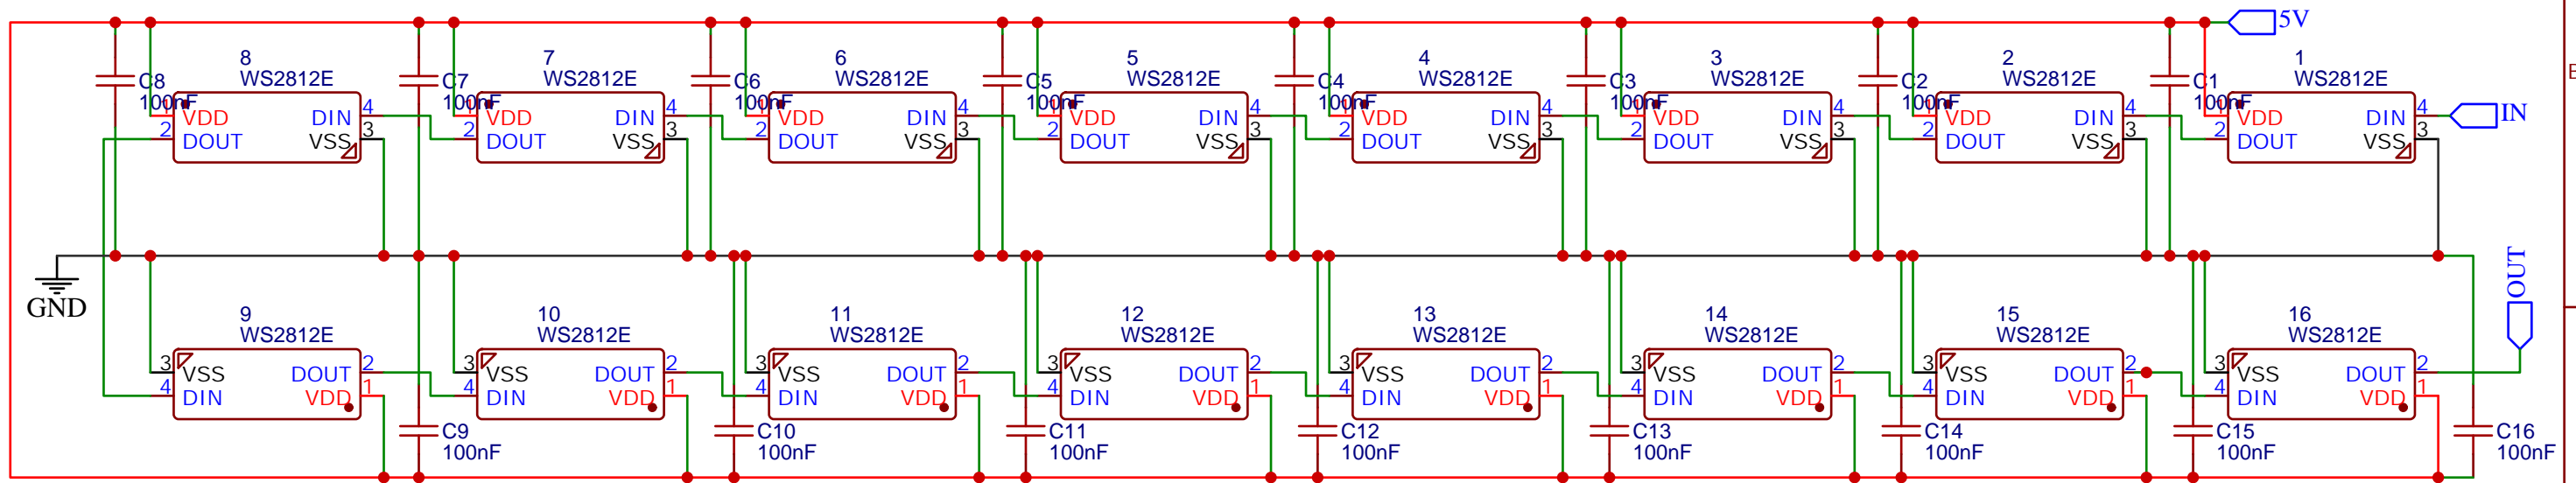 5V
8
WS2812E
C8
100nF
1 VDD
2 DOUT
DIN 4
VSS 3
7
WS2812E
C7
100nF
1 VDD
2 DOUT
DIN 4
VSS 3
6
WS2812E
C6
100nF
1 VDD
2 DOUT
DIN 4
VSS 3
5
WS2812E
C5
100nF
1 VDD
2 DOUT
DIN 4
VSS 3
4
WS2812E
C4
100nF
1 VDD
2 DOUT
DIN 4
VSS 3
3
WS2812E
C3
100nF
1 VDD
2 DOUT
DIN 4
VSS 3
2
WS2812E
C2
100nF
1 VDD
2 DOUT
DIN 4
VSS 3
1
WS2812E
C1
100nF
1 VDD
2 DOUT
DIN 4
VSS 3
IN
GND
OUT
9
WS2812E
3 VSS
4 DIN
DOUT 2
VDD 1
C9
100nF
10
WS2812E
3 VSS
4 DIN
DOUT 2
VDD 1
C10
100nF
11
WS2812E
3 VSS
4 DIN
DOUT 2
VDD 1
C11
100nF
12
WS2812E
3 VSS
4 DIN
DOUT 2
VDD 1
C12
100nF
13
WS2812E
3 VSS
4 DIN
DOUT 2
VDD 1
C13
100nF
14
WS2812E
3 VSS
4 DIN
DOUT 2
VDD 1
C14
100nF
15
WS2812E
3 VSS
4 DIN
DOUT 2
VDD 1
C15
100nF
16
WS2812E
3 VSS
4 DIN
DOUT 2
VDD 1
C16
100nF